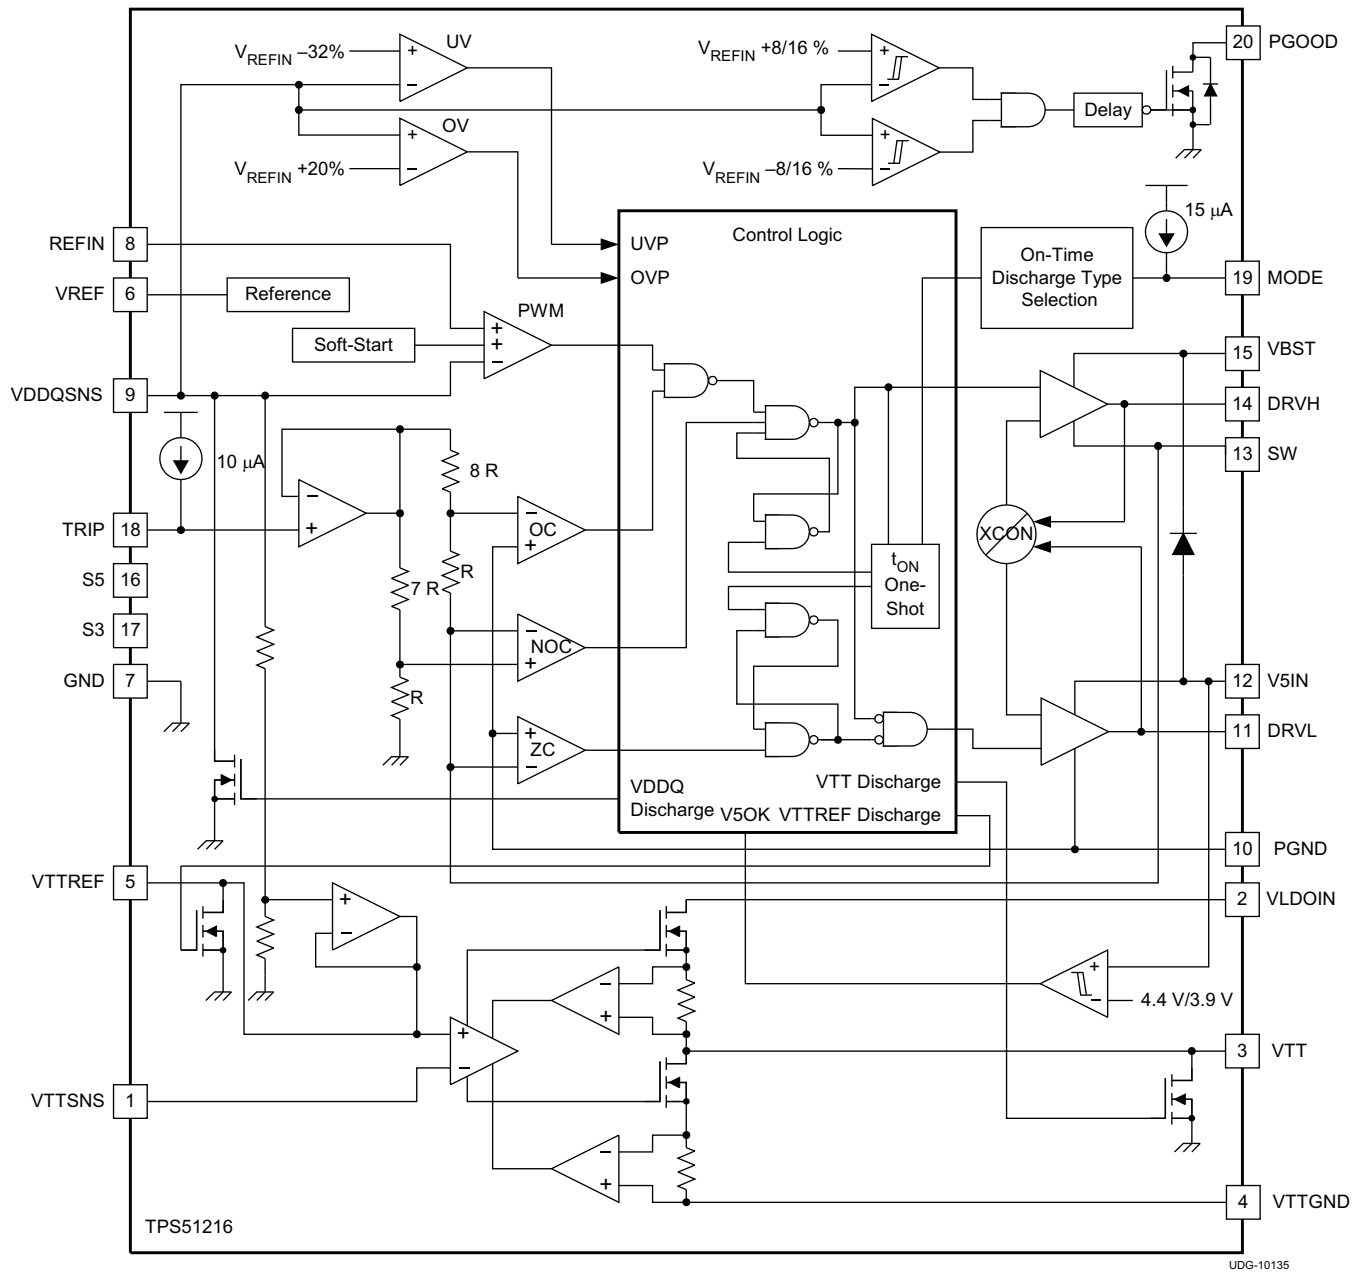 20 PGOOD
UV
V_REFIN –32%
V_REFIN +8/16 %
OV
Delay
V_REFIN +20%
V_REFIN –8/16 %
15 µA
REFIN 8
UVP
Control Logic
OVP
On-Time
Discharge Type
Selection
19 MODE
VREF 6
Reference
PWM
Soft-Start
15 VBST
VDDQSNS 9
14 DRVH
10 µA
8 R
13 SW
TRIP 18
OC
XCON
S5 16
7 R
R
t_ON
One-
Shot
S3 17
NOC
GND 7
R
12 V5IN
ZC
11 DRVL
VDDQ
Discharge
VTT Discharge
V5OK
VTTREF Discharge
10 PGND
VTTREF 5
2 VLDOIN
4.4 V/3.9 V
3 VTT
VTTSNS 1
4 VTTGND
TPS51216
UDG-10135